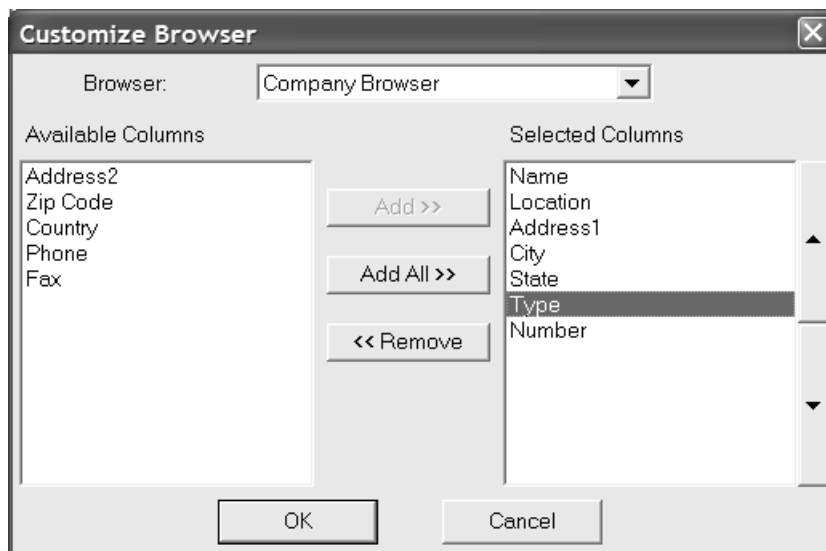 Customize Browser
Browser: Company Browser
Available Columns
Address2
Zip Code
Country
Phone
Fax
Add >>
Add All >>
<< Remove
Selected Columns
Name
Location
Address1
City
State
Type
Number
OK
Cancel